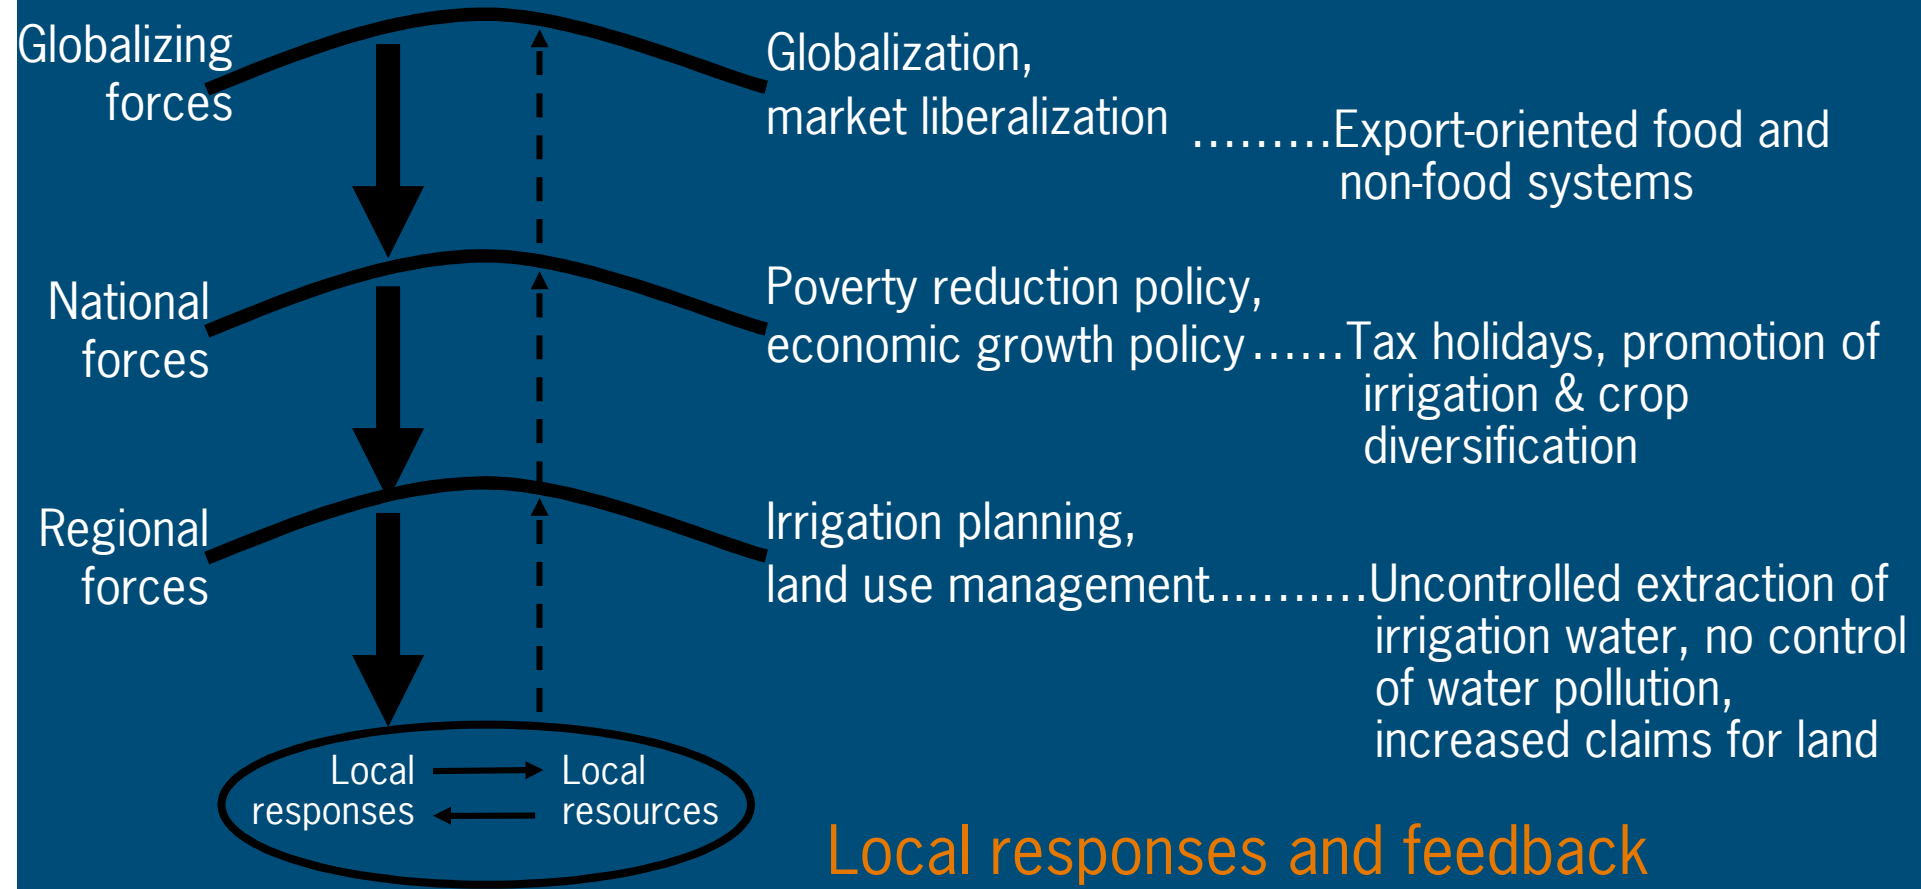 Globalizing
forces
Globalization,
market liberalization
.........Export-oriented food and
non-food systems
National
forces
Poverty reduction policy,
economic growth policy ......Tax holidays, promotion of
irrigation & crop
diversification
Regional
forces
Irrigation planning,
land use management...........Uncontrolled extraction of
irrigation water, no control
of water pollution,
increased claims for land
Local
responses
Local
resources
Local responses and feedback